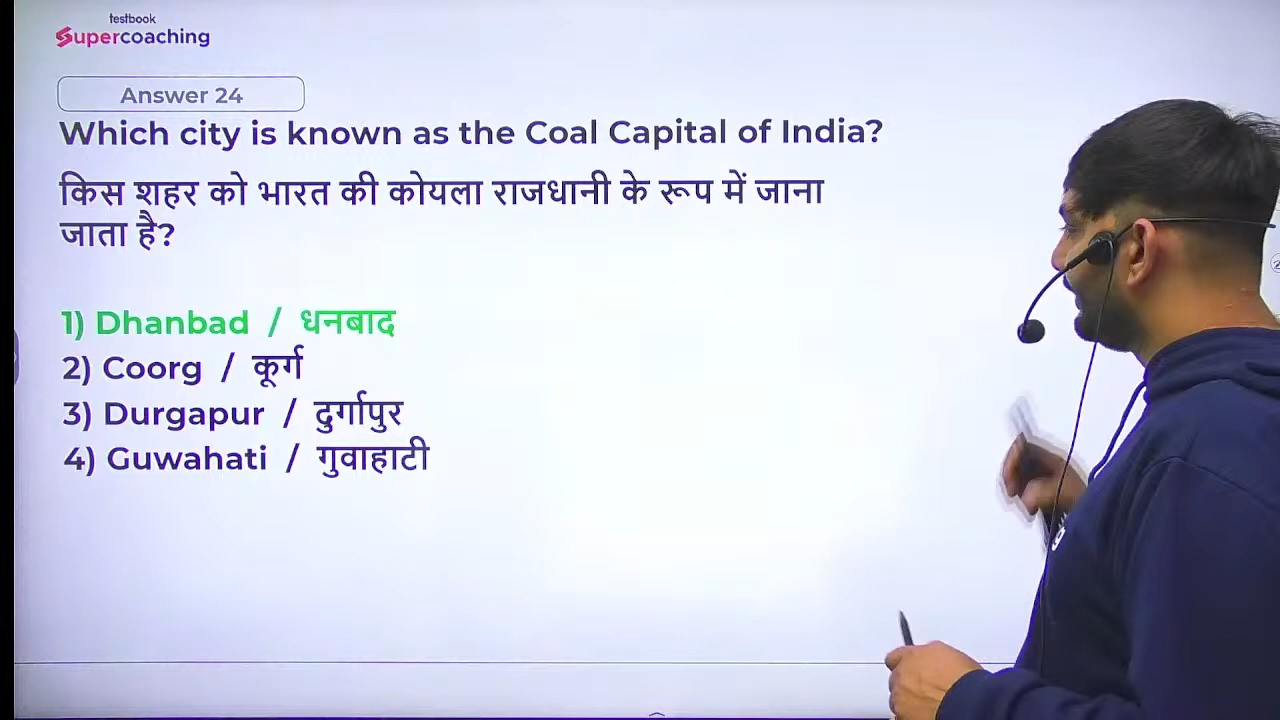 testbook
Supercoaching
Answer 24
Which city is known as the Coal Capital of India?
किस शहर को भारत की कोयला राजधानी के रूप में जाना
जाता है?
1) Dhanbad / धनबाद
2) Coorg / कूर्ग
3) Durgapur / दुर्गापुर
4) Guwahati / गुवाहाटी